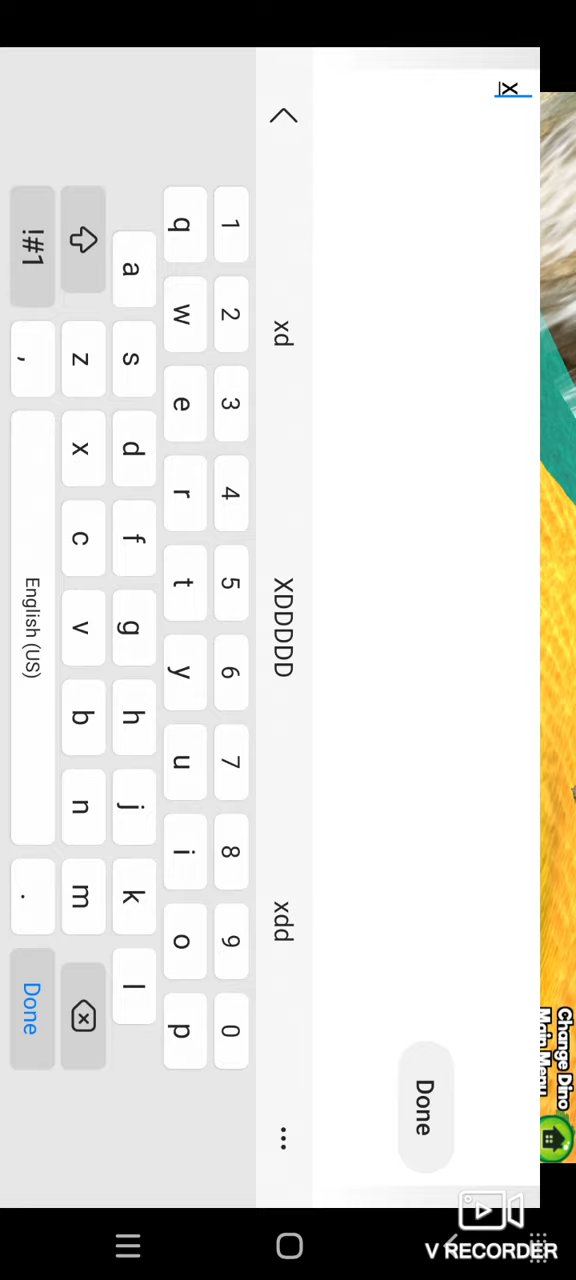 x
Done
xd XDDDDD xdd
1 2 3 4 5 6 7 8 9 0
q w e r t y u i o p
a s d f g h j k l
z x c v b n m
!#1 , English (US) . Done
Change Dino
Main Menu
V RECORDER